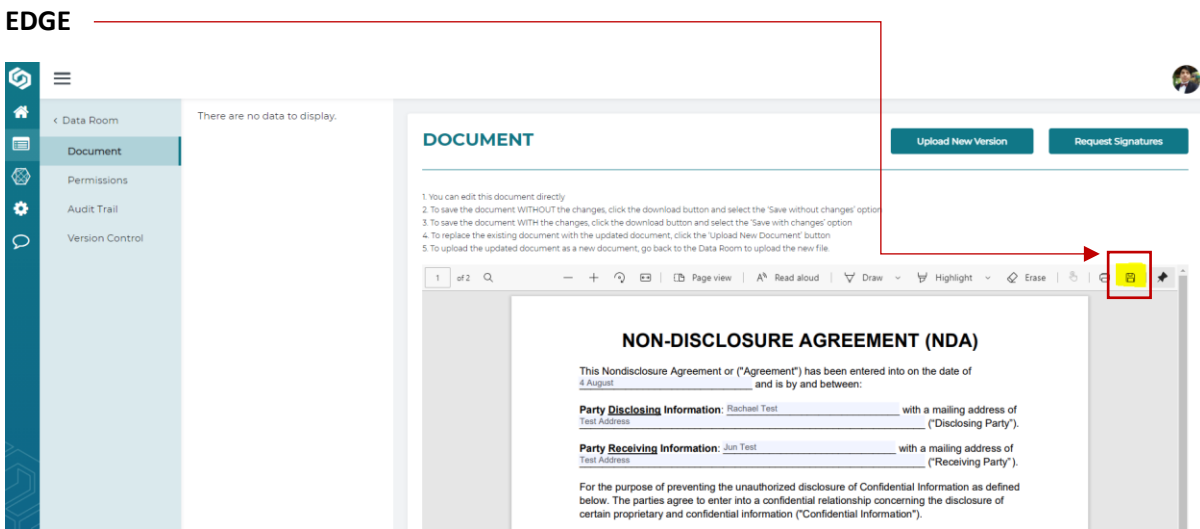 EDGE
< Data Room
Document
Permissions
Audit Trail
Version Control
There are no data to display.
DOCUMENT
Upload New Version
Request Signatures
1. You can edit this document directly
2. To save the document WITHOUT the changes, click the download button and select the 'Save without changes' option
3. To save the document WITH the changes, click the download button and select the 'Save with changes' option
4. To replace the existing document with the updated document, click the 'Upload New Document' button
5. To upload the updated document as a new document, go back to the Data Room to upload the new file.
1 of 2 Page view Read aloud Draw Highlight Erase
NON-DISCLOSURE AGREEMENT (NDA)
This Nondisclosure Agreement or ("Agreement") has been entered into on the date of
4 August and is by and between:
Party Disclosing Information: Rachael Test with a mailing address of
Test Address ("Disclosing Party").
Party Receiving Information: Jun Test with a mailing address of
Test Address ("Receiving Party").
For the purpose of preventing the unauthorized disclosure of Confidential Information as defined
below. The parties agree to enter into a confidential relationship concerning the disclosure of
certain proprietary and confidential information ("Confidential Information").